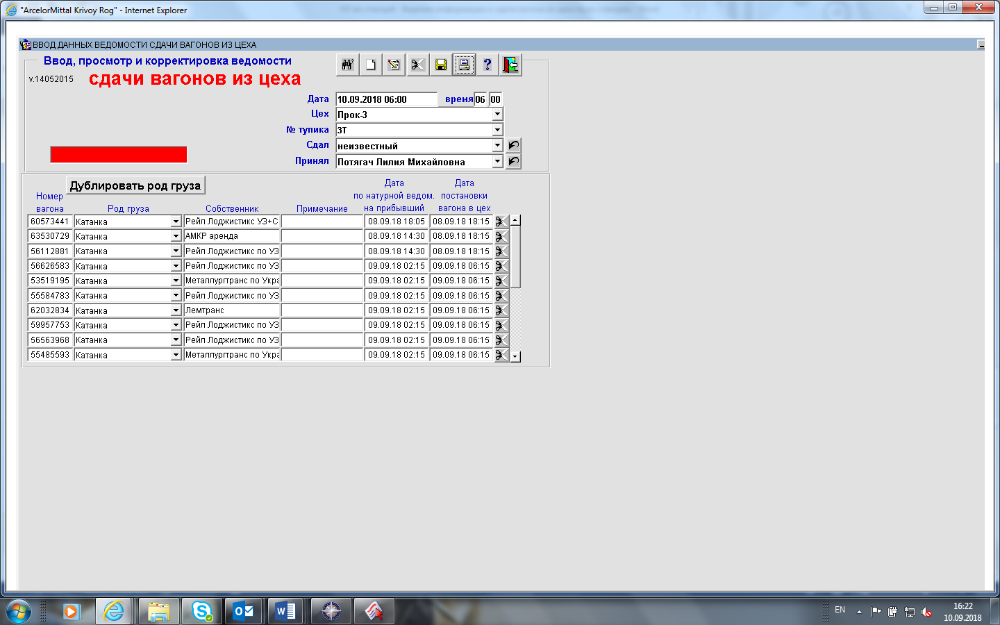 "ArcelorMittal Krivoy Rog" - Internet Explorer
ВВОД ДАННЫХ ВЕДОМОСТИ СДАЧИ ВАГОНОВ ИЗ ЦЕХА
Ввод, просмотр и корректировка ведомости
v.14052015 сдачи вагонов из цеха
Дата 10.09.2018 06:00 время 06 00
Цех Прок-3
№ тупика 3Т
Сдал неизвестный
Принял Потягач Лилия Михайловна
Дублировать род груза
Номер вагона Род груза Собственник Примечание Дата по натурной ведом. на прибывший Дата постановки вагона в цех
60573441 Катанка Рейл Лоджистикс УЗ+С 08.09.18 18:05 08.09.18 18:15
63530729 Катанка АМКР аренда 08.09.18 14:30 08.09.18 18:15
56112881 Катанка Рейл Лоджистикс по УЗ 08.09.18 14:30 08.09.18 18:15
56626583 Катанка Рейл Лоджистикс по УЗ 09.09.18 02:15 09.09.18 06:15
53519195 Катанка Металлургтранс по Укра 09.09.18 02:15 09.09.18 06:15
55584783 Катанка Рейл Лоджистикс по УЗ 09.09.18 02:15 09.09.18 06:15
62032834 Катанка Лемтранс 09.09.18 02:15 09.09.18 06:15
59957753 Катанка Рейл Лоджистикс по УЗ 09.09.18 02:15 09.09.18 06:15
56563968 Катанка Рейл Лоджистикс по УЗ 09.09.18 02:15 09.09.18 06:15
55485593 Катанка Металлургтранс по Укра 09.09.18 02:15 09.09.18 06:15
EN 16:22
10.09.2018